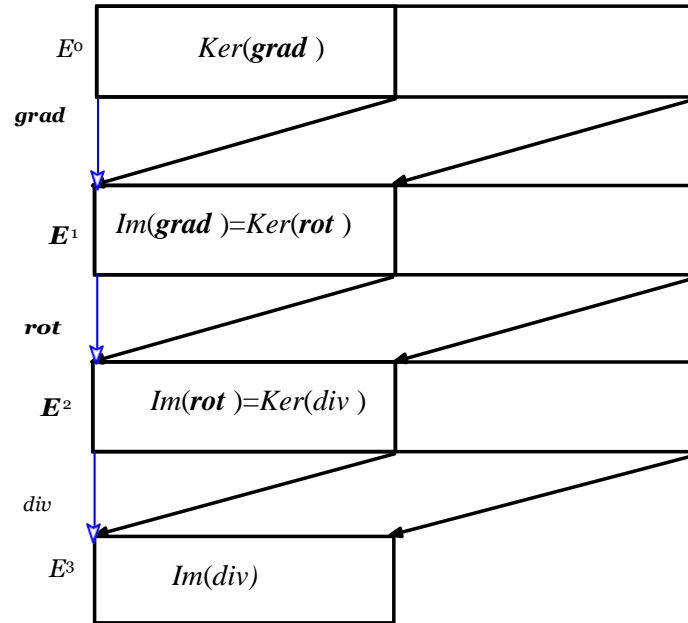 E⁰ Ker(grad )
grad
E¹ Im(grad )=Ker(rot )
rot
E² Im(rot )=Ker(div )
div
E³ Im(div)